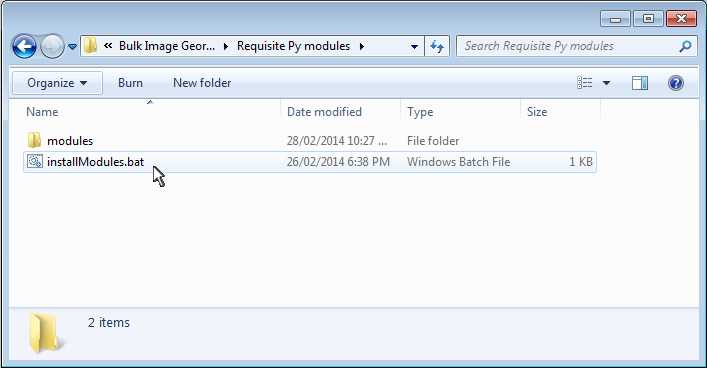 « Bulk Image Geor... Requisite Py modules Search Requisite Py modules
Organize Burn New folder
Name Date modified Type Size
modules 28/02/2014 10:27 ... File folder
installModules.bat 26/02/2014 6:38 PM Windows Batch File 1 KB
2 items